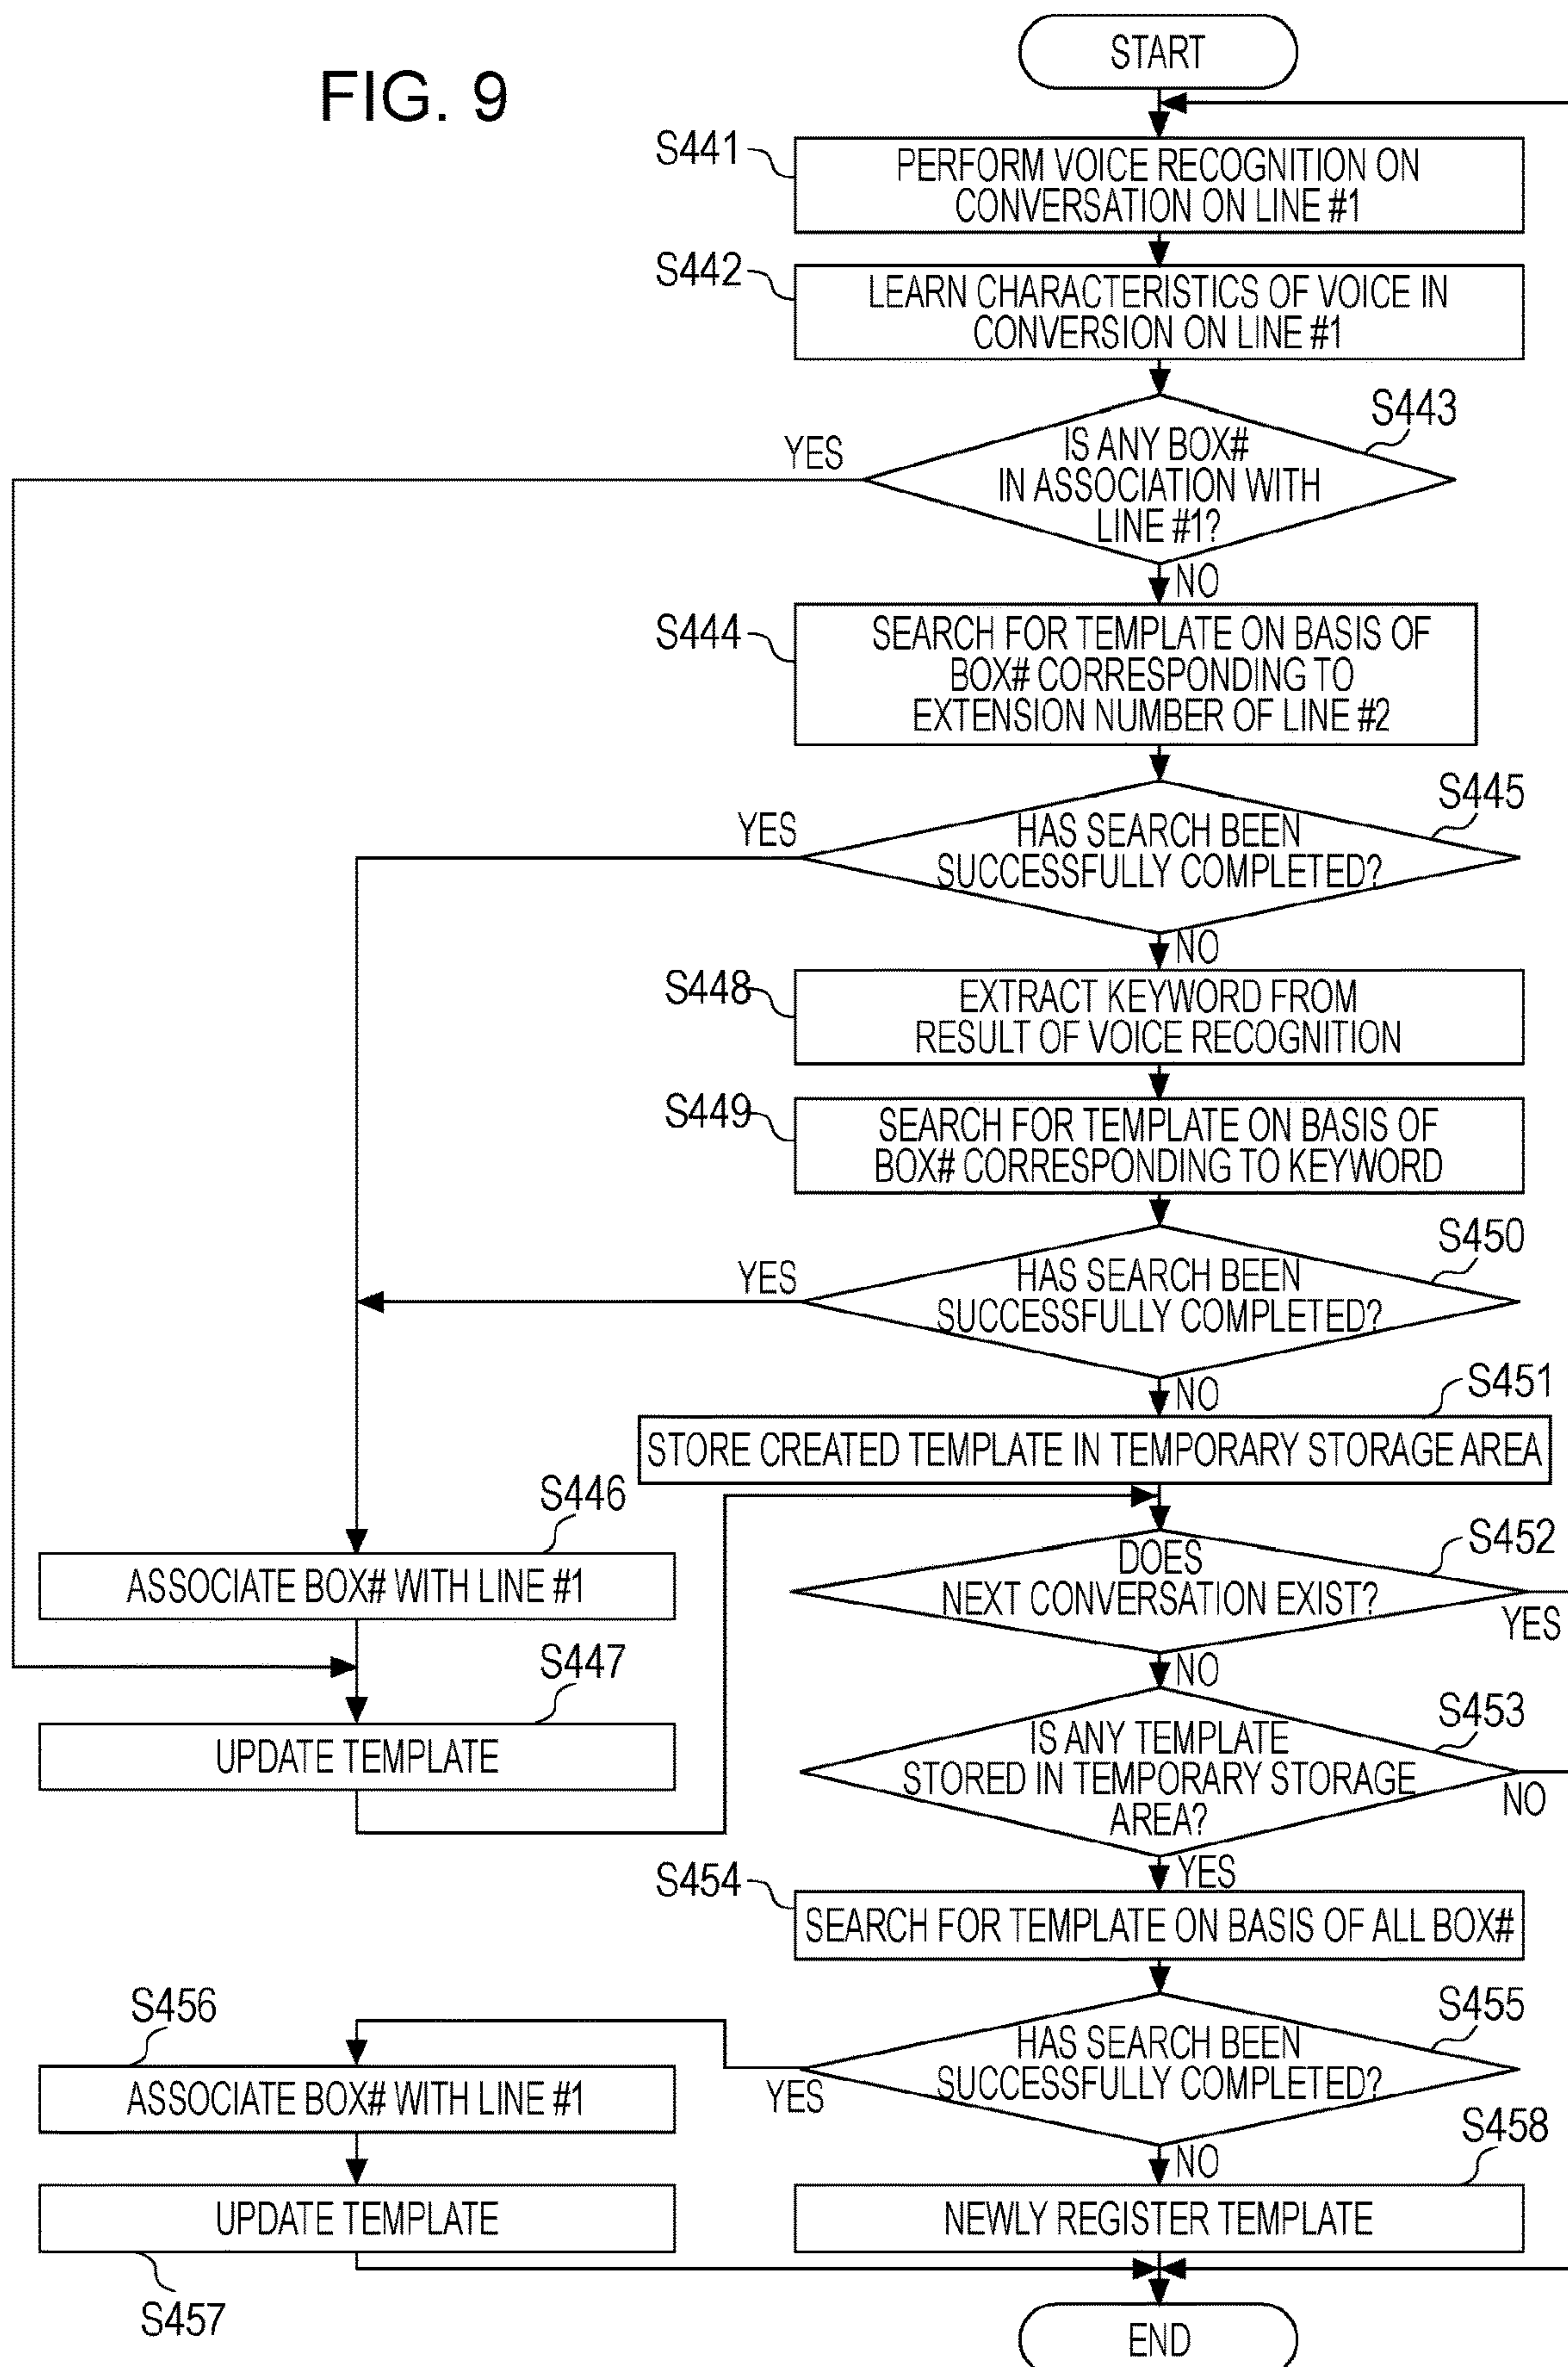 FIG. 9
START
S441
PERFORM VOICE RECOGNITION ON
CONVERSATION ON LINE #1
S442
LEARN CHARACTERISTICS OF VOICE IN
CONVERSION ON LINE #1
S443
YES
IS ANY BOX#
IN ASSOCIATION WITH
LINE #1?
NO
S444
SEARCH FOR TEMPLATE ON BASIS OF
BOX# CORRESPONDING TO
EXTENSION NUMBER OF LINE #2
S445
YES
HAS SEARCH BEEN
SUCCESSFULLY COMPLETED?
NO
S448
EXTRACT KEYWORD FROM
RESULT OF VOICE RECOGNITION
S449
SEARCH FOR TEMPLATE ON BASIS OF
BOX# CORRESPONDING TO KEYWORD
S450
YES
HAS SEARCH BEEN
SUCCESSFULLY COMPLETED?
NO
S451
STORE CREATED TEMPLATE IN TEMPORARY STORAGE AREA
S446
ASSOCIATE BOX# WITH LINE #1
S452
DOES
NEXT CONVERSATION EXIST?
YES
NO
S447
UPDATE TEMPLATE
S453
IS ANY TEMPLATE
STORED IN TEMPORARY STORAGE
AREA?
NO
YES
S454
SEARCH FOR TEMPLATE ON BASIS OF ALL BOX#
S455
HAS SEARCH BEEN
SUCCESSFULLY COMPLETED?
YES
NO
S456
ASSOCIATE BOX# WITH LINE #1
S458
UPDATE TEMPLATE
NEWLY REGISTER TEMPLATE
S457
END